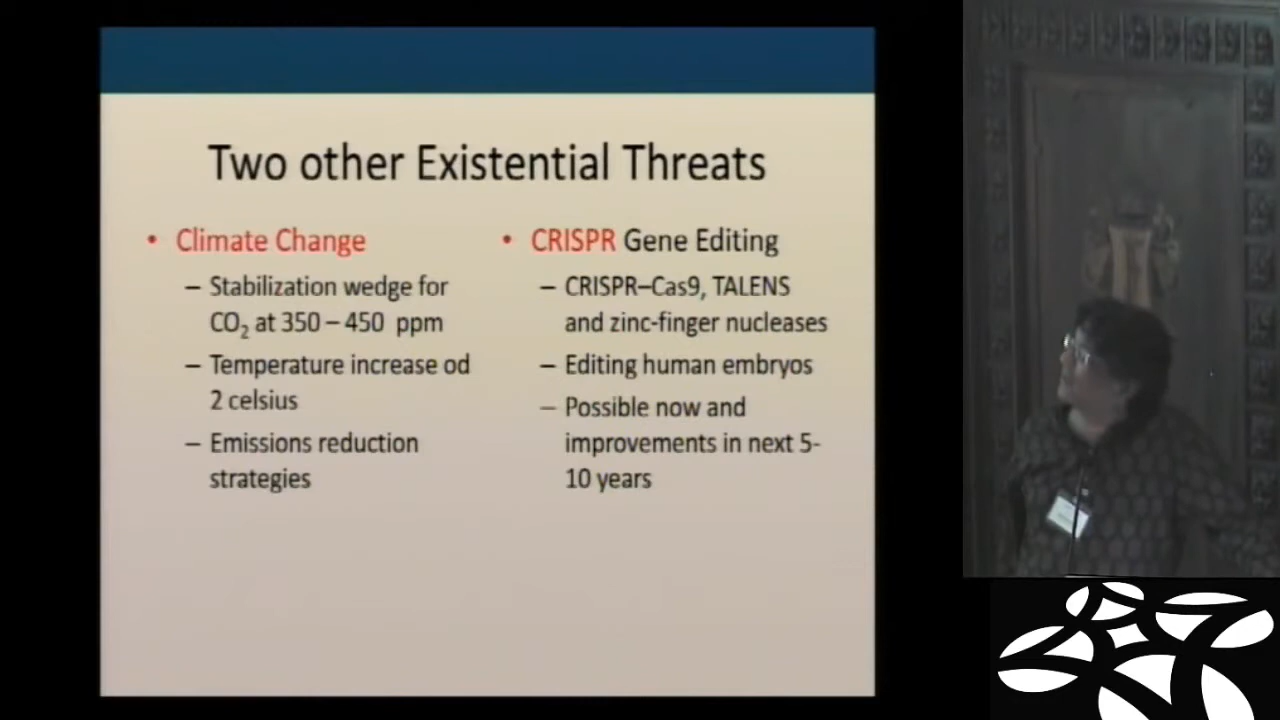 Two other Existential Threats
• Climate Change
– Stabilization wedge for
CO₂ at 350 – 450 ppm
– Temperature increase od
2 celsius
– Emissions reduction
strategies
• CRISPR Gene Editing
– CRISPR–Cas9, TALENS
and zinc-finger nucleases
– Editing human embryos
– Possible now and
improvements in next 5-
10 years